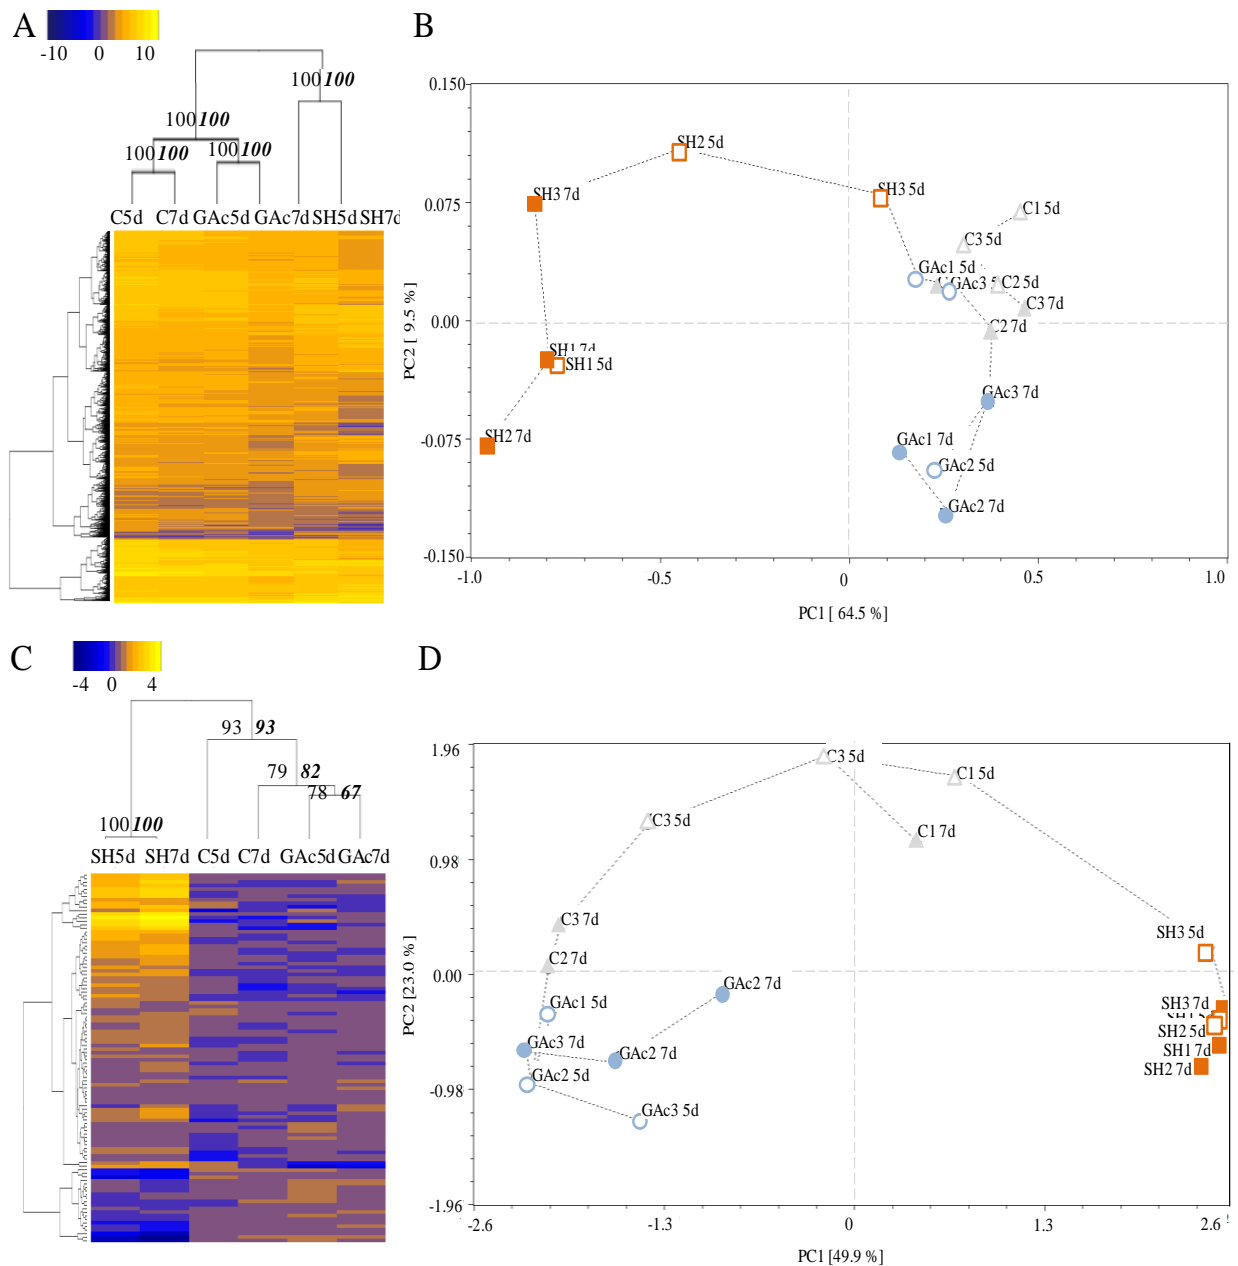 A
-10 0 10
100 100
100 100
100 100 100 100
C5d C7d GAc5d GAc7d SH5d SH7d
B
0.150
0.075
0.00
-0.075
-0.150
PC2 [ 9.5 %]
-1.0 -0.5 0 0.5 1.0
PC1 [ 64.5 %]
SH2 5d
SH3 7d
SH3 5d
C1 5d
C3 5d
GAc1 5d
GAc3
C2 5d
C3 7d
C2 7d
SH1 7d
SH1 5d
GAc3 7d
SH2 7d
GAc1 7d
GAc2 5d
GAc2 7d
C
-4 0 4
93 93
79 82
78 67
100 100
SH5d SH7d C5d C7d GAc5d GAc7d
D
1.96
0.98
0.00
-0.98
-1.96
PC2 [23.0 %]
-2.6 -1.3 0 1.3 2.6
PC1 [49.9 %]
C3 5d
C1 5d
C3 5d
C1 7d
C3 7d
SH3 5d
C2 7d
GAc2 7d
GAc1 5d
SH3 7d
SH2 5d
GAc3 7d
GAc2 7d
SH1 7d
SH2 7d
GAc2 5d
GAc3 5d